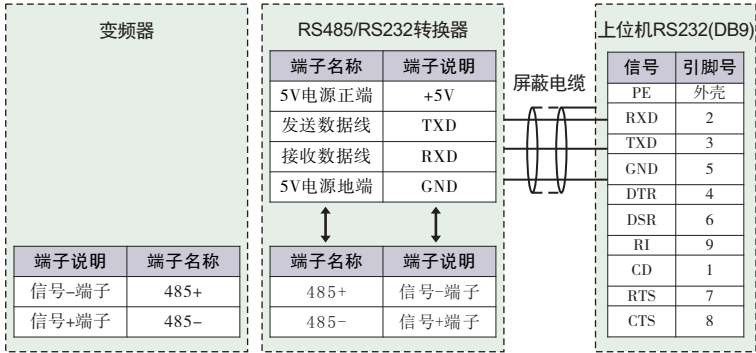 变频器
端子说明 端子名称
信号-端子 485+
信号+端子 485-
RS485/RS232转换器
端子名称 端子说明
5V电源正端 +5V
发送数据线 TXD
接收数据线 RXD
5V电源地端 GND
端子名称 端子说明
485+ 信号-端子
485- 信号+端子
屏蔽电缆
上位机RS232(DB9)
信号 引脚号
PE 外壳
RXD 2
TXD 3
GND 5
DTR 4
DSR 6
RI 9
CD 1
RTS 7
CTS 8